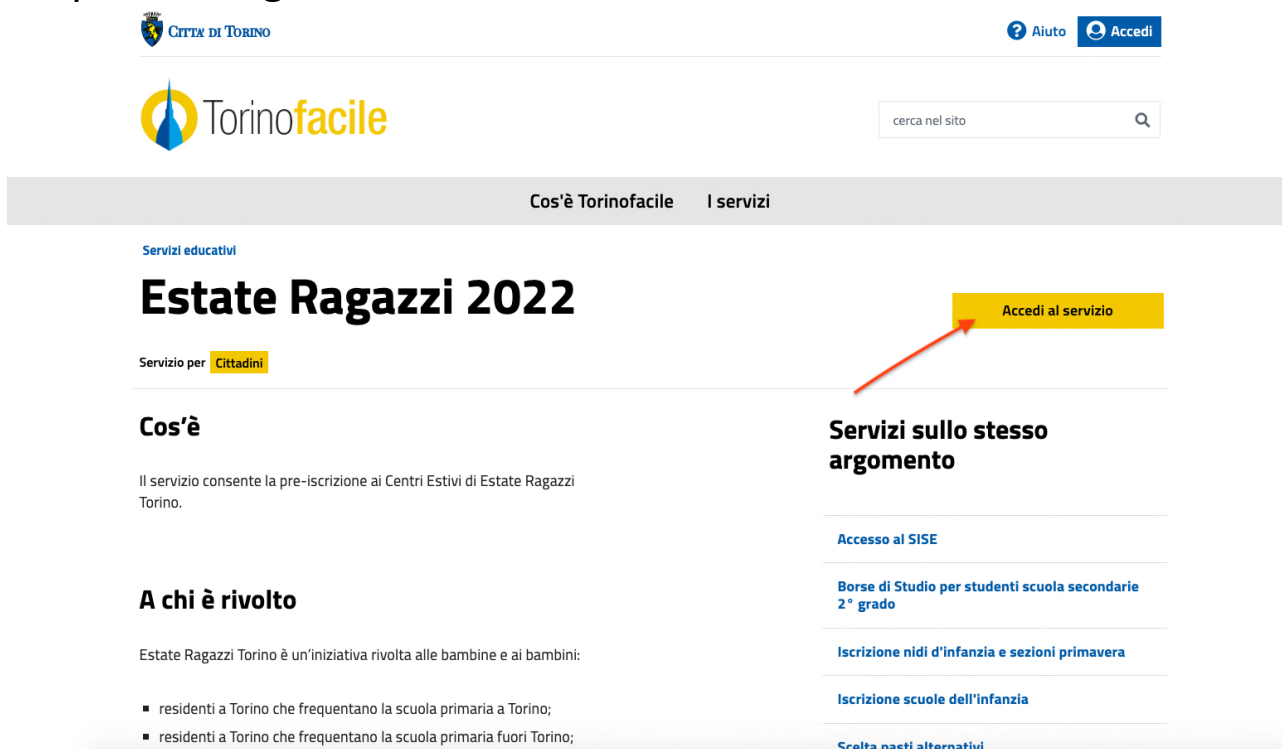 CITTA' DI TORINO
Aiuto
Accedi
Torinofacile
cerca nel sito
Cos'è Torinofacile
I servizi
Servizi educativi
Estate Ragazzi 2022
Accedi al servizio
Servizio per Cittadini
Cos’è
Il servizio consente la pre-iscrizione ai Centri Estivi di Estate Ragazzi
Torino.
A chi è rivolto
Estate Ragazzi Torino è un’iniziativa rivolta alle bambine e ai bambini:
▪ residenti a Torino che frequentano la scuola primaria a Torino;
▪ residenti a Torino che frequentano la scuola primaria fuori Torino;
Servizi sullo stesso
argomento
Accesso al SISE
Borse di Studio per studenti scuola secondarie
2° grado
Iscrizione nidi d'infanzia e sezioni primavera
Iscrizione scuole dell'infanzia
Scelta pasti alternativi